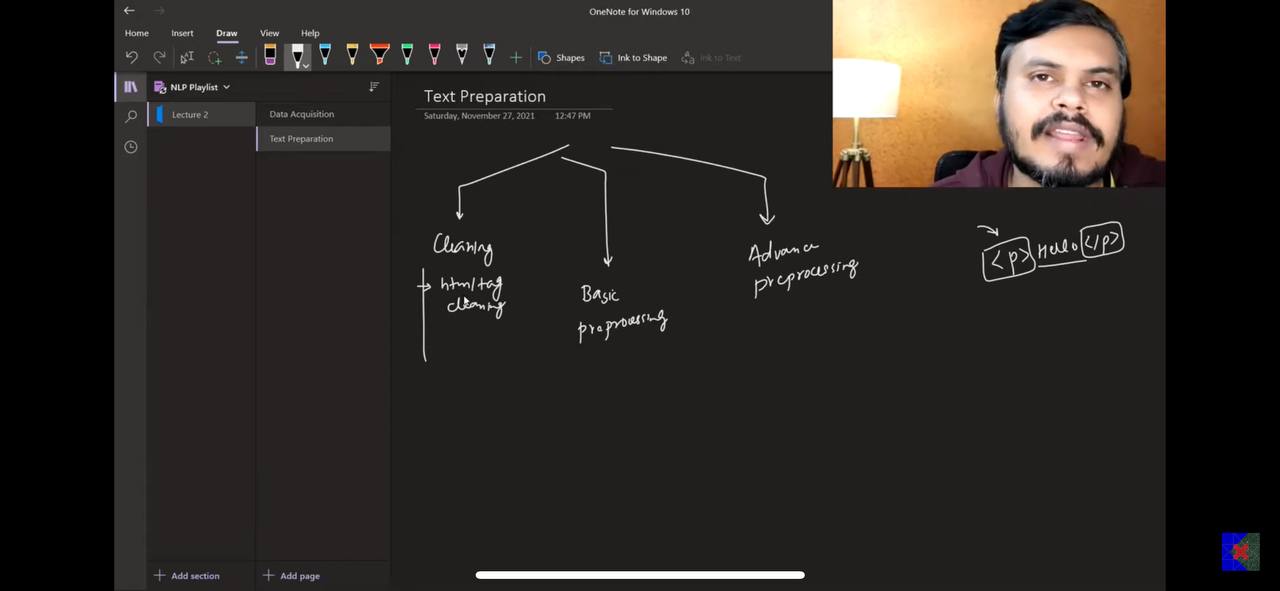 OneNote for Windows 10
Home Insert Draw View Help
Shapes Ink to Shape Ink to Text
NLP Playlist
Lecture 2
Data Acquisition
Text Preparation
Text Preparation
Saturday, November 27, 2021 12:47 PM
Cleaning
html tag
cleaning
Basic
preprocessing
Advance
preprocessing
<p> Hello </p>
Add section
Add page